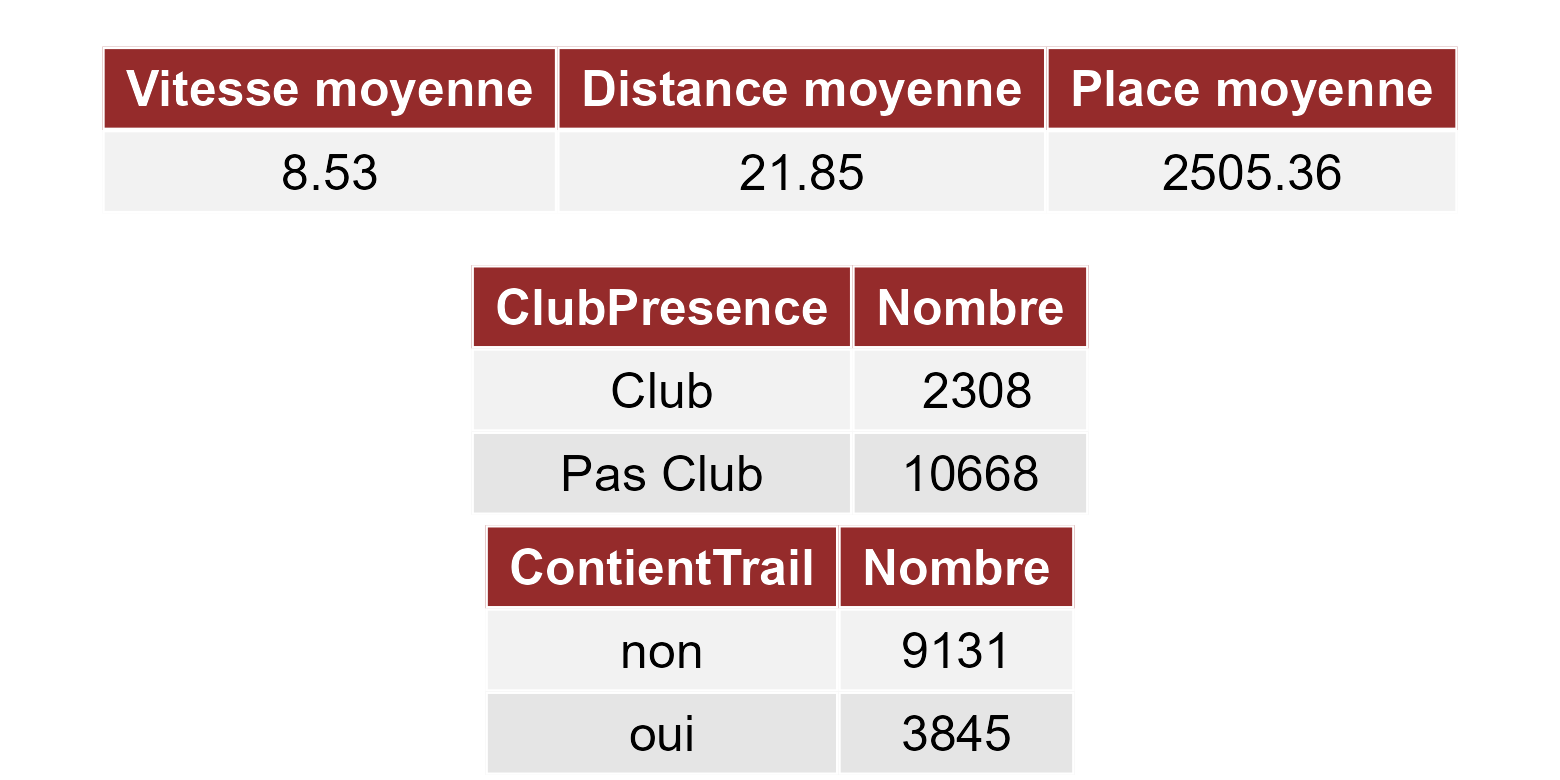 Vitesse moyenne Distance moyenne Place moyenne
8.53 21.85 2505.36
ClubPresence Nombre
Club 2308
Pas Club 10668
ContientTrail Nombre
non 9131
oui 3845